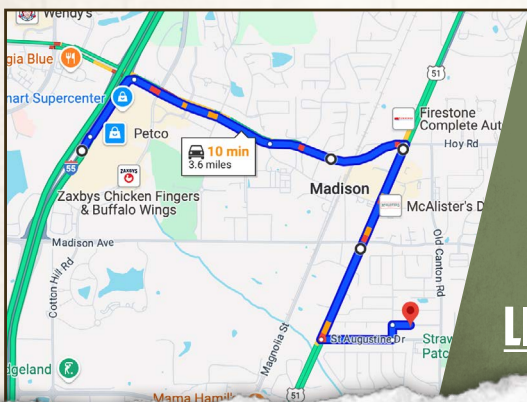 Wendy's
gia Blue
mart Supercenter
Petco
10 min
3.6 miles
51
Firestone
Complete Aut
Hoy Rd
55
Zaxbys Chicken Fingers
& Buffalo Wings
Madison
McAlister's D
Madison Ave
Cotton Hill Rd
Old Canton Rd
Magnolia St
St Augustine Dr
Straw
Patc
dgeland
Mama Hamil
51